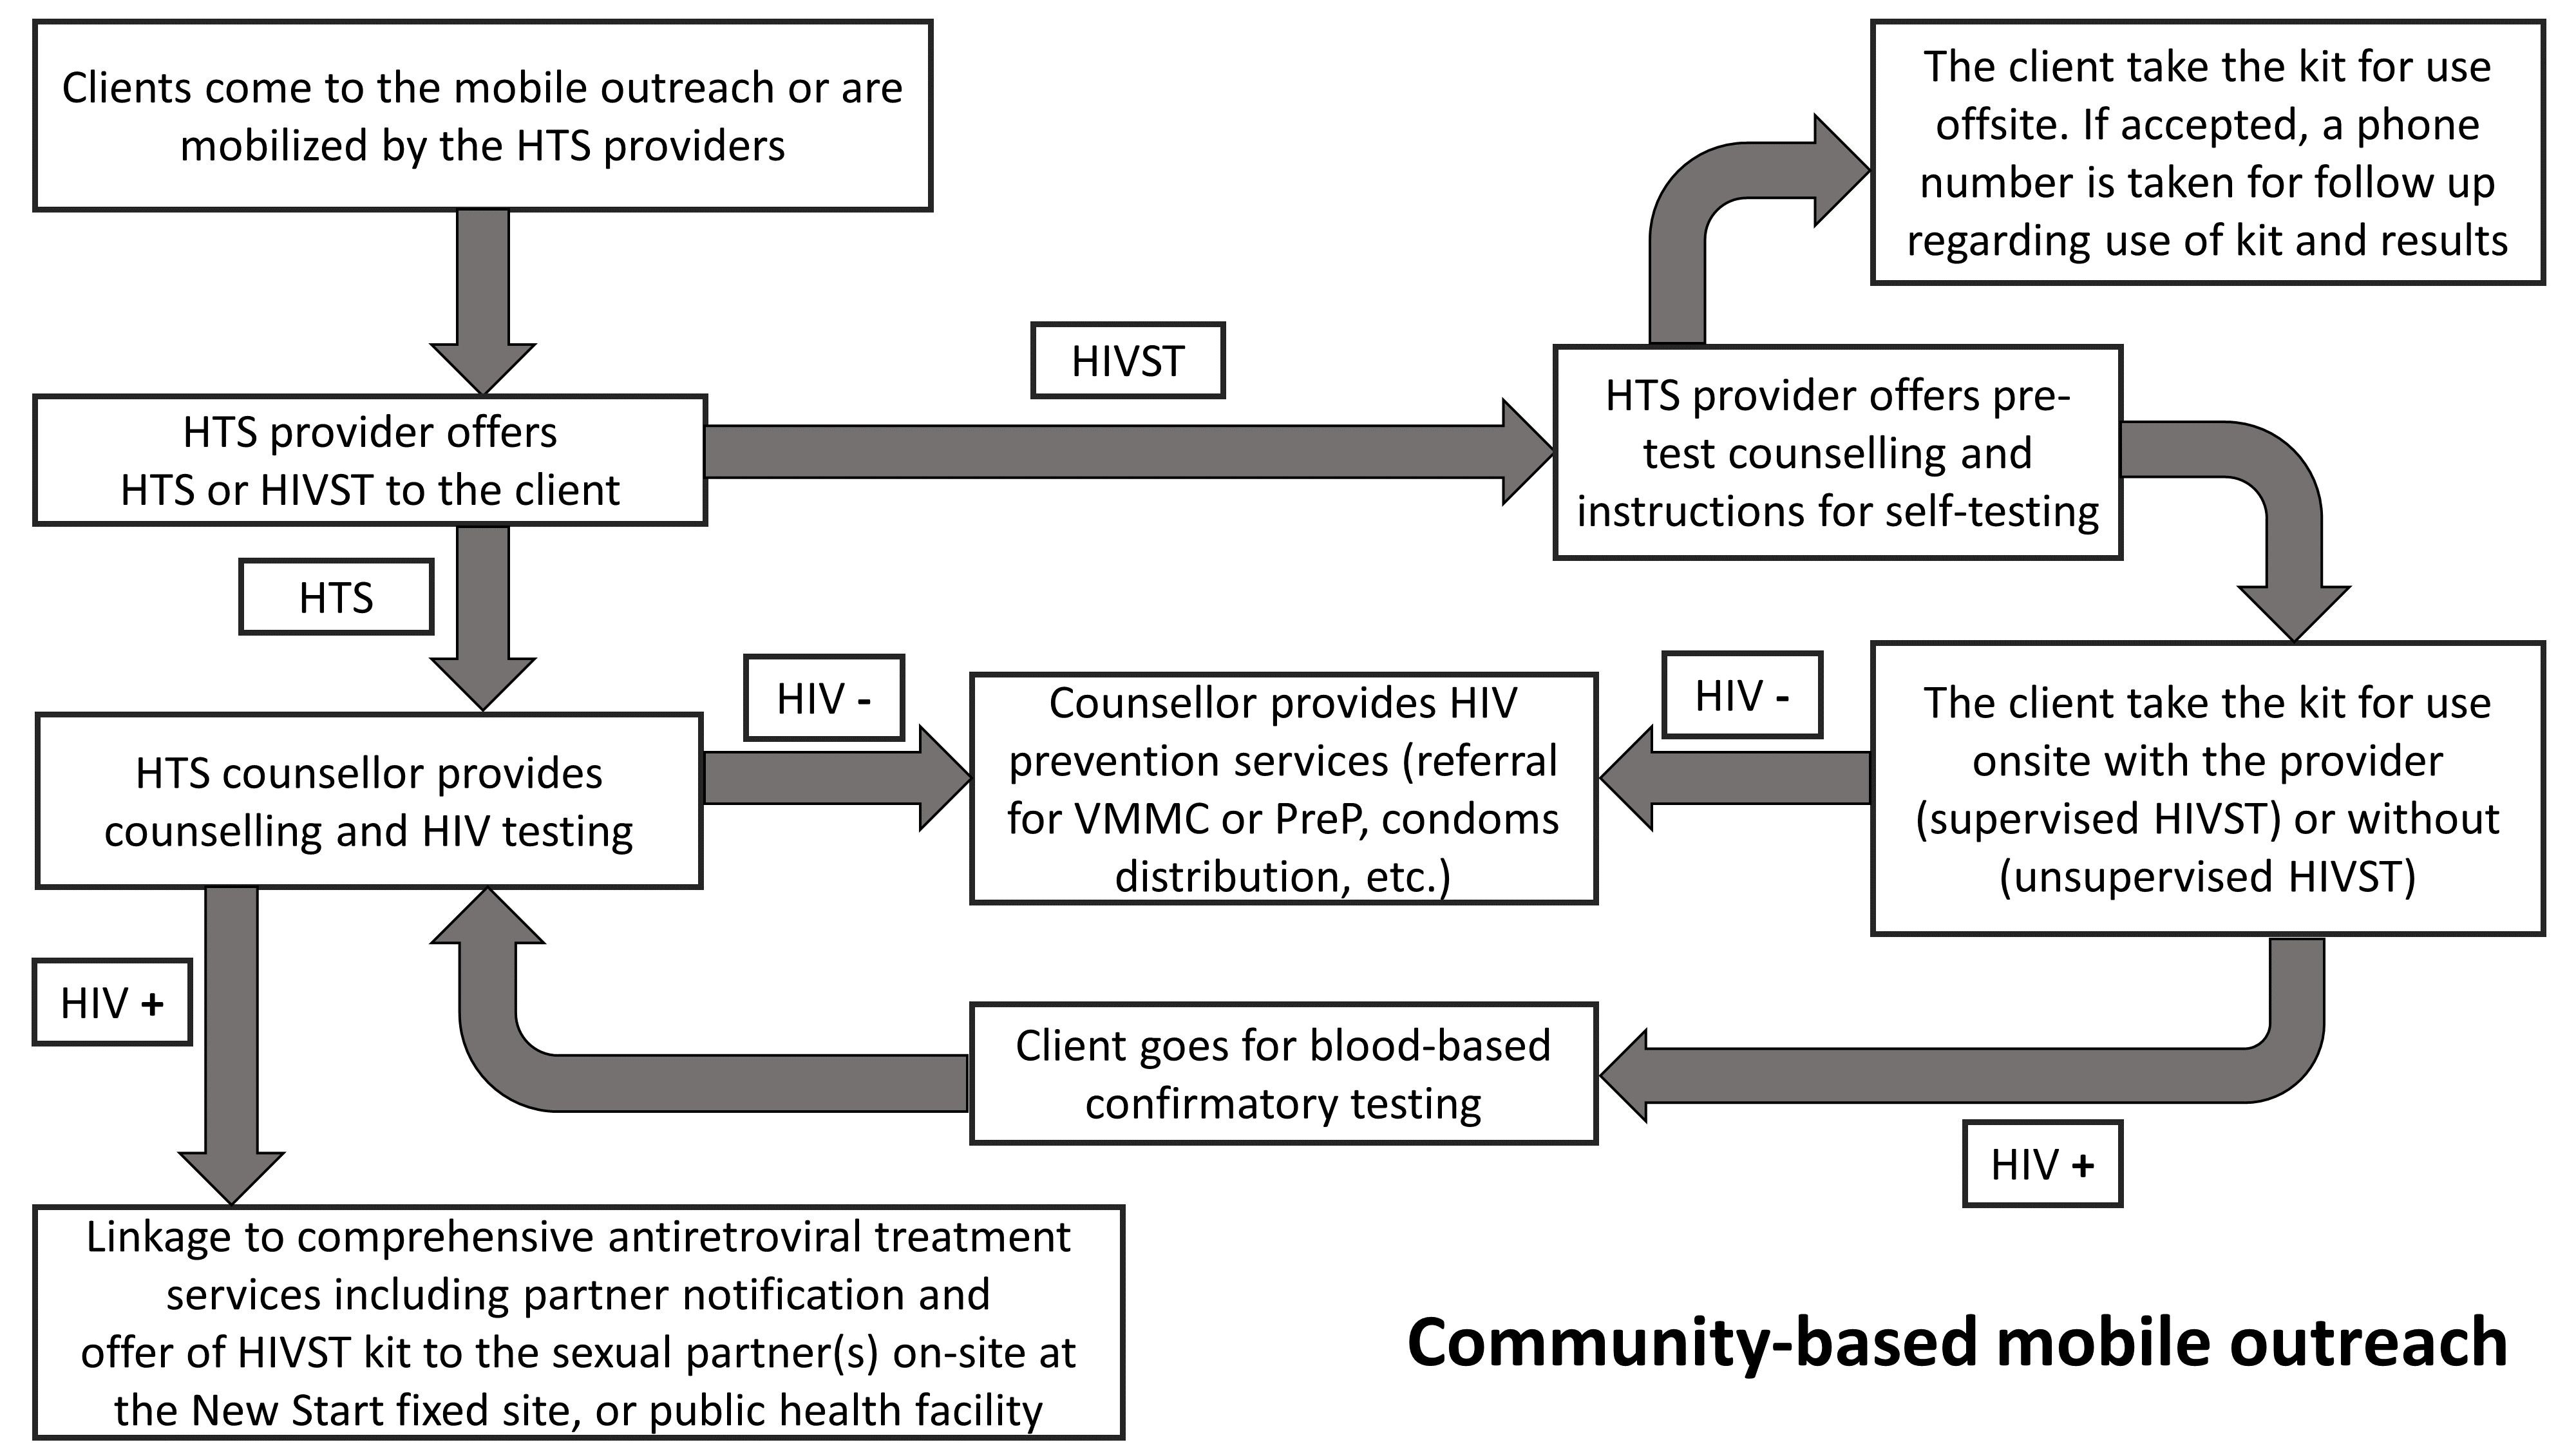 Clients come to the mobile outreach or are
mobilized by the HTS providers
The client take the kit for use
offsite. If accepted, a phone
number is taken for follow up
regarding use of kit and results
HIVST
HTS provider offers
HTS or HIVST to the client
HTS provider offers pre-
test counselling and
instructions for self-testing
HTS
HIV -
HIV -
HTS counsellor provides
counselling and HIV testing
Counsellor provides HIV
prevention services (referral
for VMMC or PreP, condoms
distribution, etc.)
The client take the kit for use
onsite with the provider
(supervised HIVST) or without
(unsupervised HIVST)
HIV +
Client goes for blood-based
confirmatory testing
HIV +
Linkage to comprehensive antiretroviral treatment
services including partner notification and
offer of HIVST kit to the sexual partner(s) on-site at
the New Start fixed site, or public health facility
Community-based mobile outreach